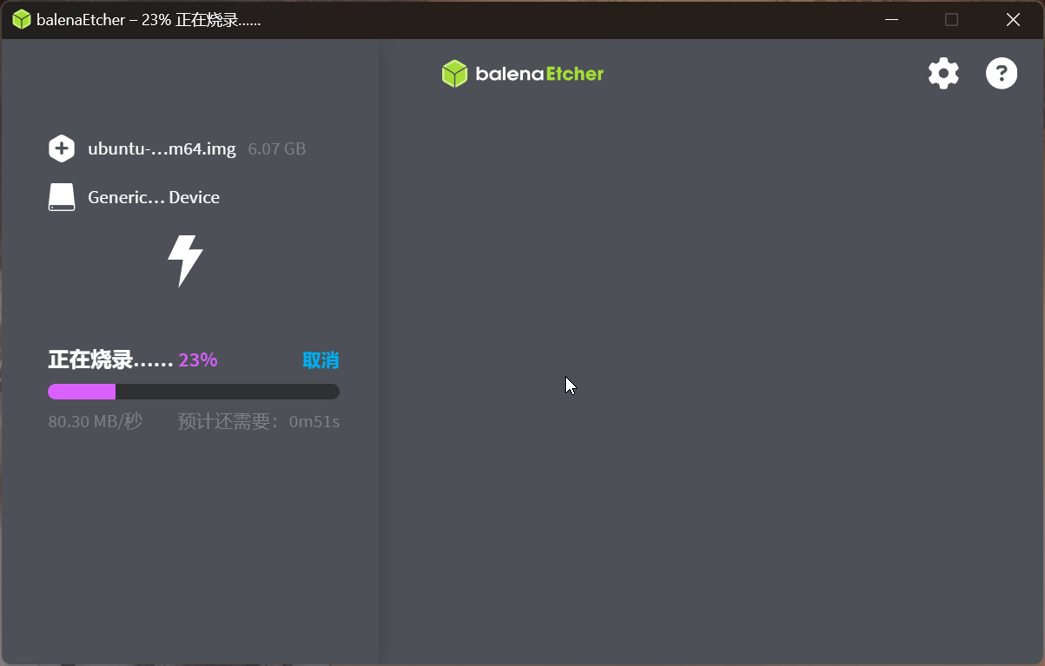 balenaEtcher – 23% 正在烧录......
balenaEtcher
ubuntu-...m64.img 6.07 GB
Generic... Device
正在烧录...... 23% 取消
80.30 MB/秒 预计还需要：0m51s